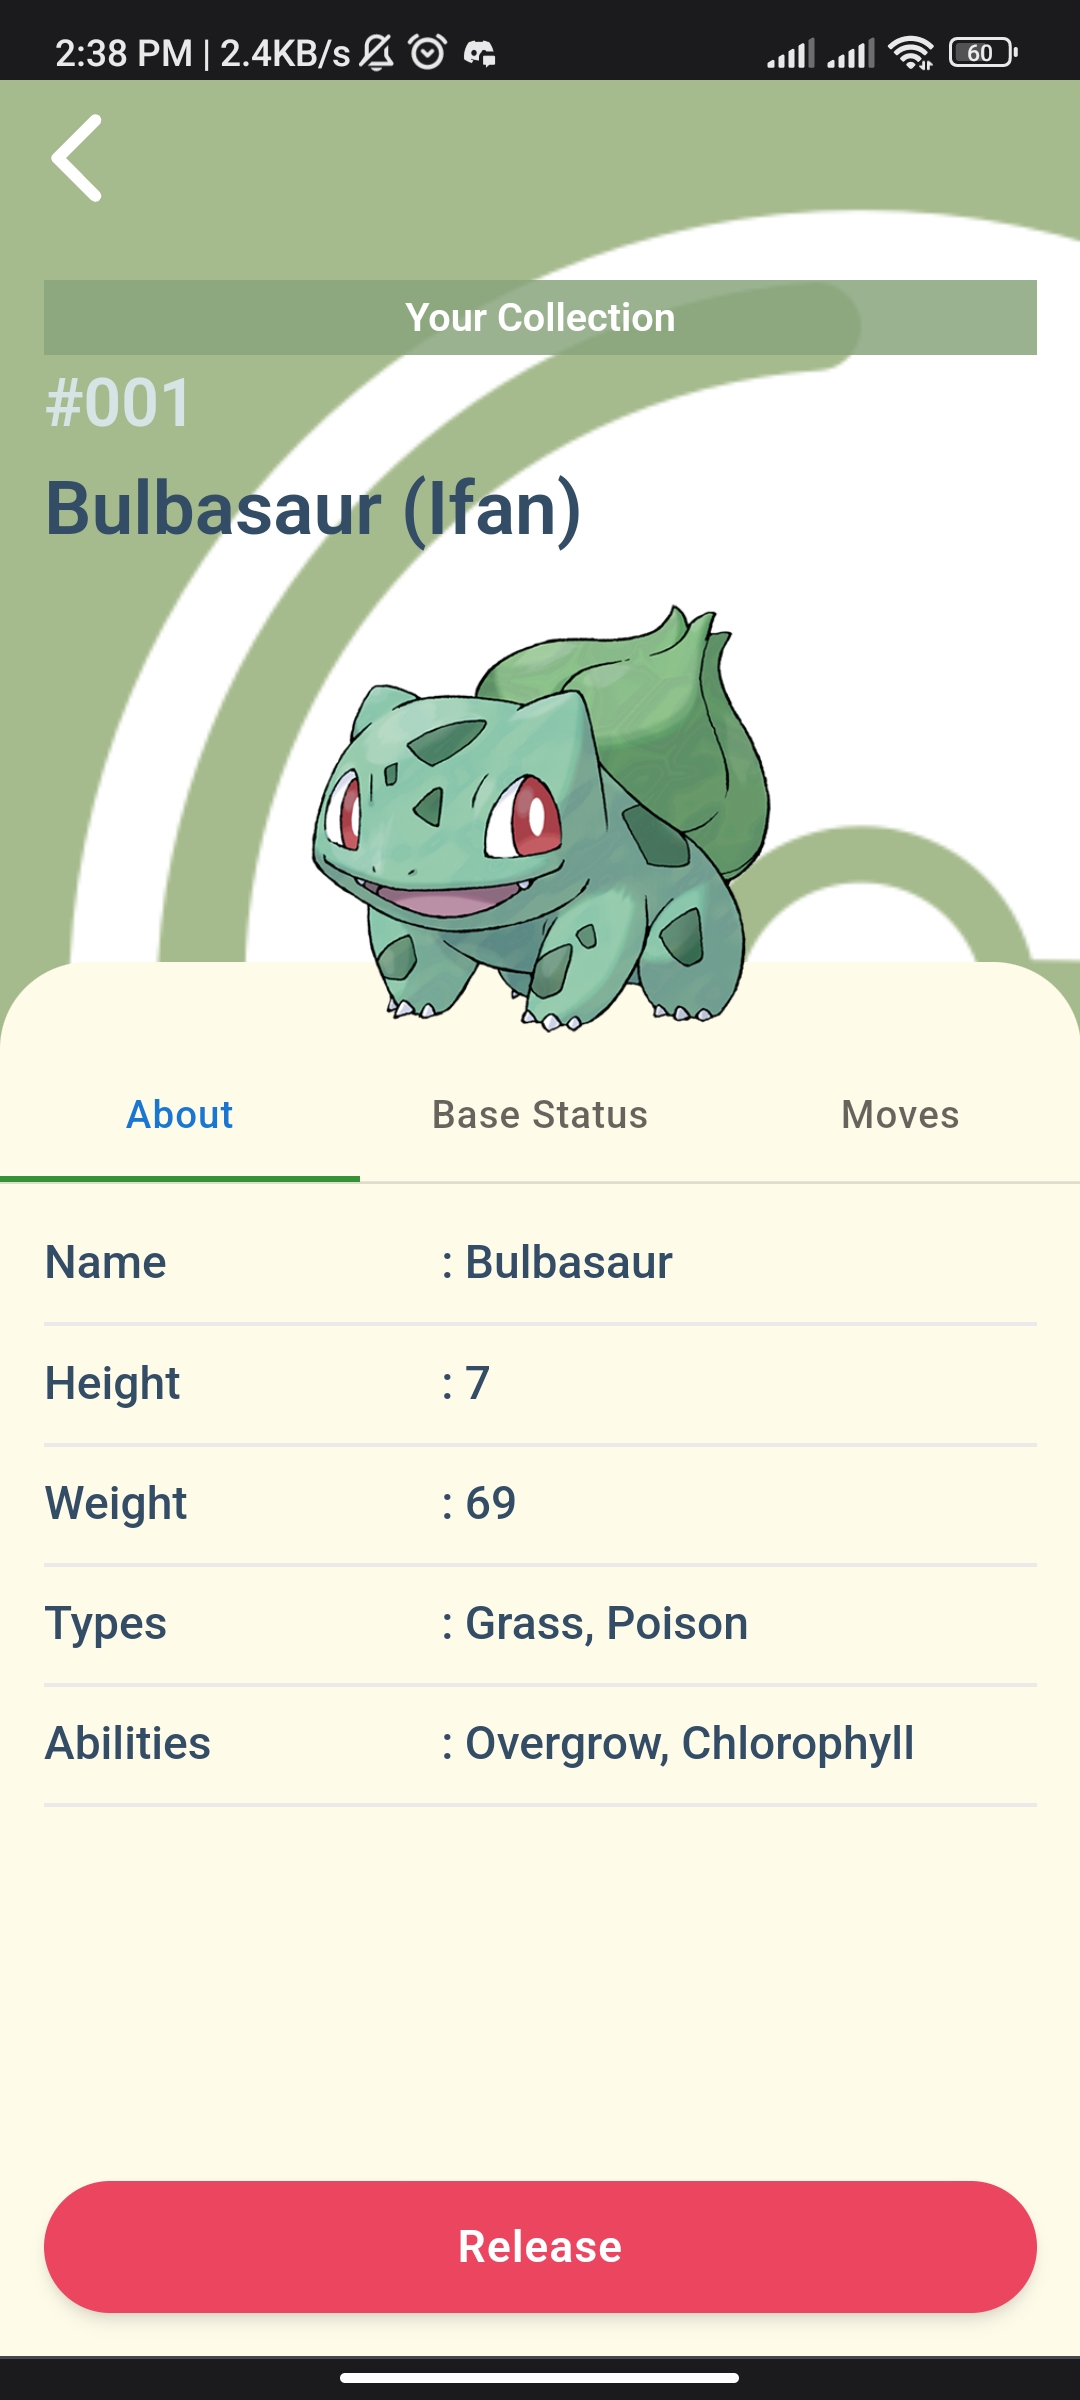 2:38 PM | 2.4KB/s
60
Your Collection
#001
Bulbasaur (Ifan)
About Base Status Moves
Name : Bulbasaur
Height : 7
Weight : 69
Types : Grass, Poison
Abilities : Overgrow, Chlorophyll
Release